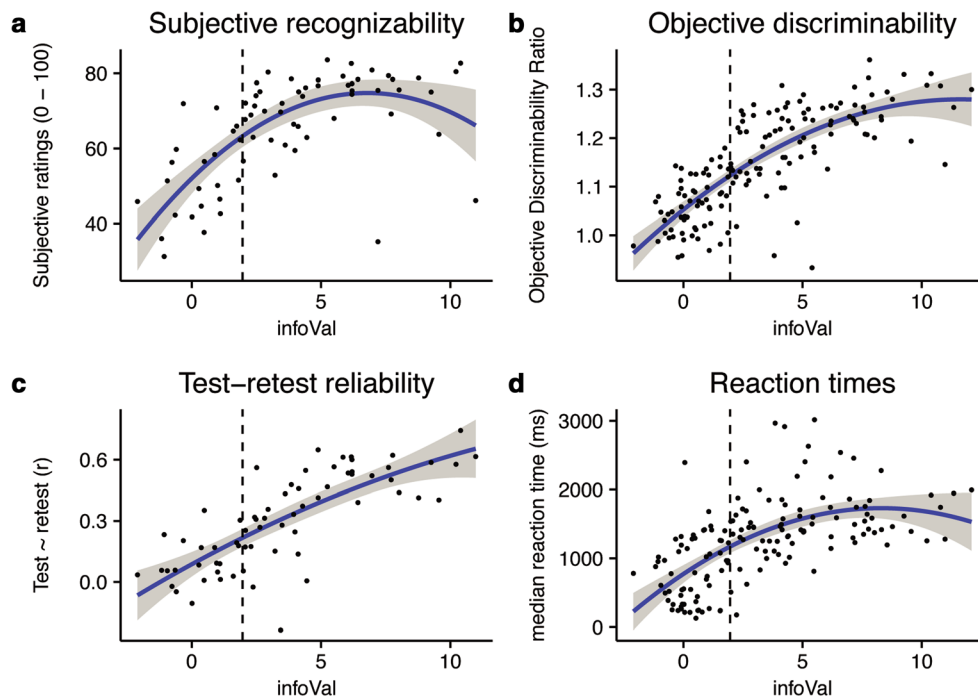 a
Subjective recognizability
Subjective ratings (0 − 100)
80
60
40
0
5
10
infoVal
b
Objective discriminability
Objective Discriminability Ratio
1.3
1.2
1.1
1.0
0
5
10
infoVal
c
Test−retest reliability
Test ~ retest (r)
0.6
0.3
0.0
0
5
10
infoVal
d
Reaction times
median reaction time (ms)
3000
2000
1000
0
0
5
10
infoVal